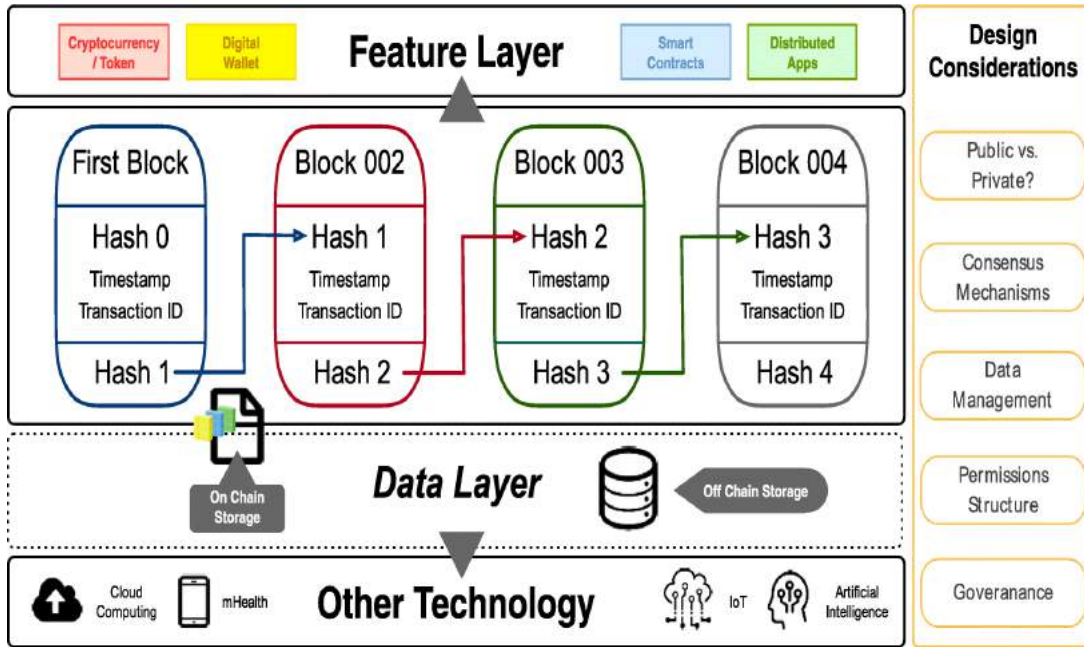 Cryptocurrency
/ Token
Digital
Wallet
Feature Layer
Smart
Contracts
Distributed
Apps
First Block
Hash 0
Timestamp
Transaction ID
Hash 1
Block 002
Hash 1
Timestamp
Transaction ID
Hash 2
Block 003
Hash 2
Timestamp
Transaction ID
Hash 3
Block 004
Hash 3
Timestamp
Transaction ID
Hash 4
On Chain
Storage
Data Layer
Off Chain Storage
Cloud
Computing
mHealth
Other Technology
IoT
Artificial
Intelligence
Design
Considerations
Public vs.
Private?
Consensus
Mechanisms
Data
Management
Permissions
Structure
Goveranance